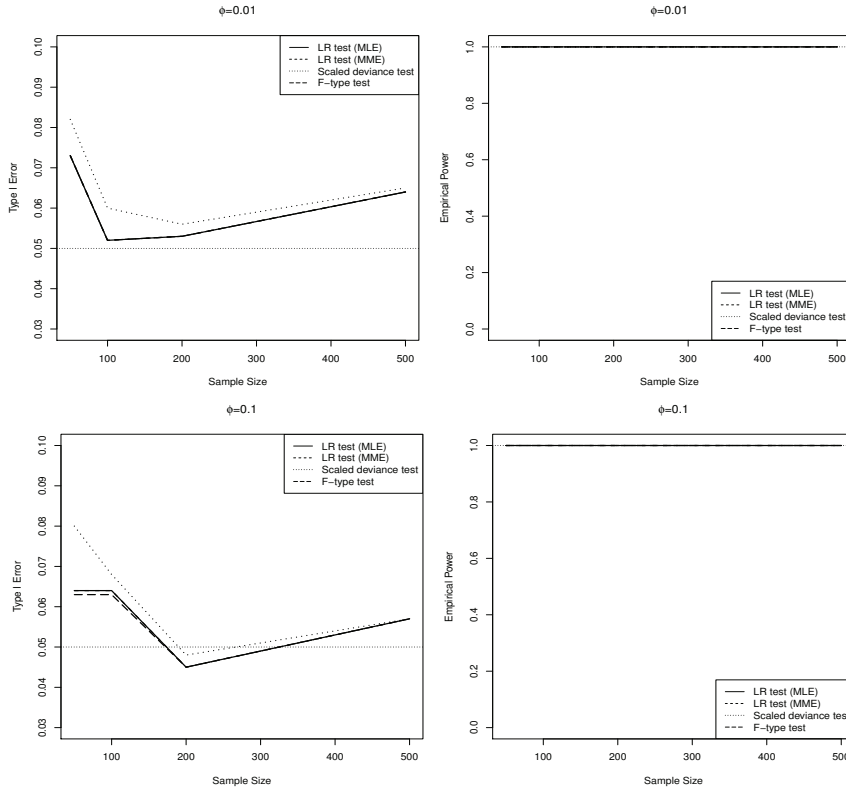 ϕ=0.01
LR test (MLE)
LR test (MME)
Scaled deviance test
F−type test
0.03 0.04 0.05 0.06 0.07 0.08 0.09 0.10
Type I Error
100 200 300 400 500
Sample Size
ϕ=0.01
LR test (MLE)
LR test (MME)
Scaled deviance test
F−type test
0.0 0.2 0.4 0.6 0.8 1.0
Empirical Power
100 200 300 400 500
Sample Size
ϕ=0.1
LR test (MLE)
LR test (MME)
Scaled deviance test
F−type test
0.03 0.04 0.05 0.06 0.07 0.08 0.09 0.10
Type I Error
100 200 300 400 500
Sample Size
ϕ=0.1
LR test (MLE)
LR test (MME)
Scaled deviance test
F−type test
0.0 0.2 0.4 0.6 0.8 1.0
Empirical Power
100 200 300 400 500
Sample Size